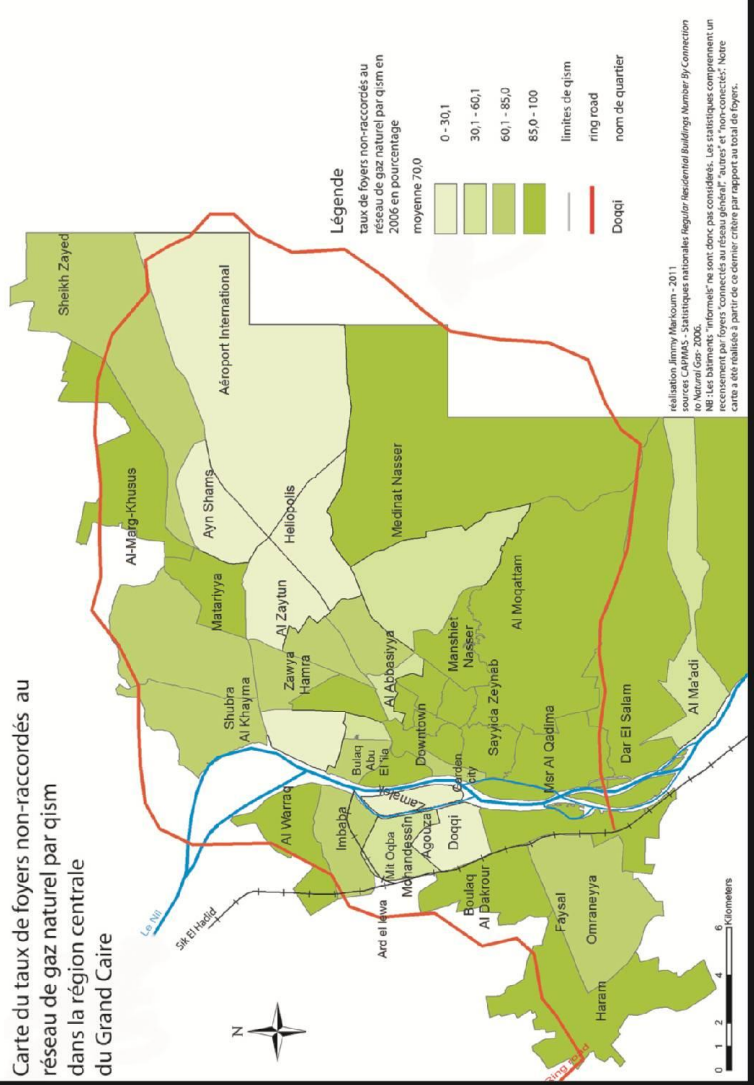 Carte du taux de foyers non-raccordés au
réseau de gaz naturel par qism
dans la région centrale
du Grand Caire
N
Le Nil
Sik El Hadid
Sheikh Zayed
Al-Marg-Khusus
Aéroport International
Ayn Shams
Matariyya
Heliopolis
Al Zaytun
Shubra
Al Khayma
Zawya
Hamra
Medinat Nasser
Al Abbasiyya
Bulaq
Abu
El 'ila
Al Warraq
Imbaba
Zamalek
Downtown
Manshiet
Nasser
Al Moqattam
Mit Oqba
Mohandessîn
Agouza
Doqqi
Garden
city
Sayyida Zeynab
Ard el lewa
Boulaq
Al Dakrour
Msr Al Qadima
Dar El Salam
Al Ma'adi
Faysal
Omraneyya
Haram
Ring road
0 1 2 4 6
Kilometers
Légende
taux de foyers non-raccordés au
réseau de gaz naturel par qism en
2006 en pourcentage
moyenne 70,0
0 - 30,1
30,1 - 60,1
60,1 - 85,0
85,0 - 100
limites de qism
ring road
Doqqi nom de quartier
réalisation Jimmy Markoum - 2011
sources CAPMAS - Statistiques nationales Regular Residential Buildings Number By Connection
to Natural Gas- 2006.
NB : Les bâtiments "informels" ne sont donc pas considérés. Les statistiques comprennent un
recensement par foyers "connectés au réseau général", "autres" et "non-conectés". Notre
carte a été réalisée à partir de ce dernier critère par rapport au total de foyers.